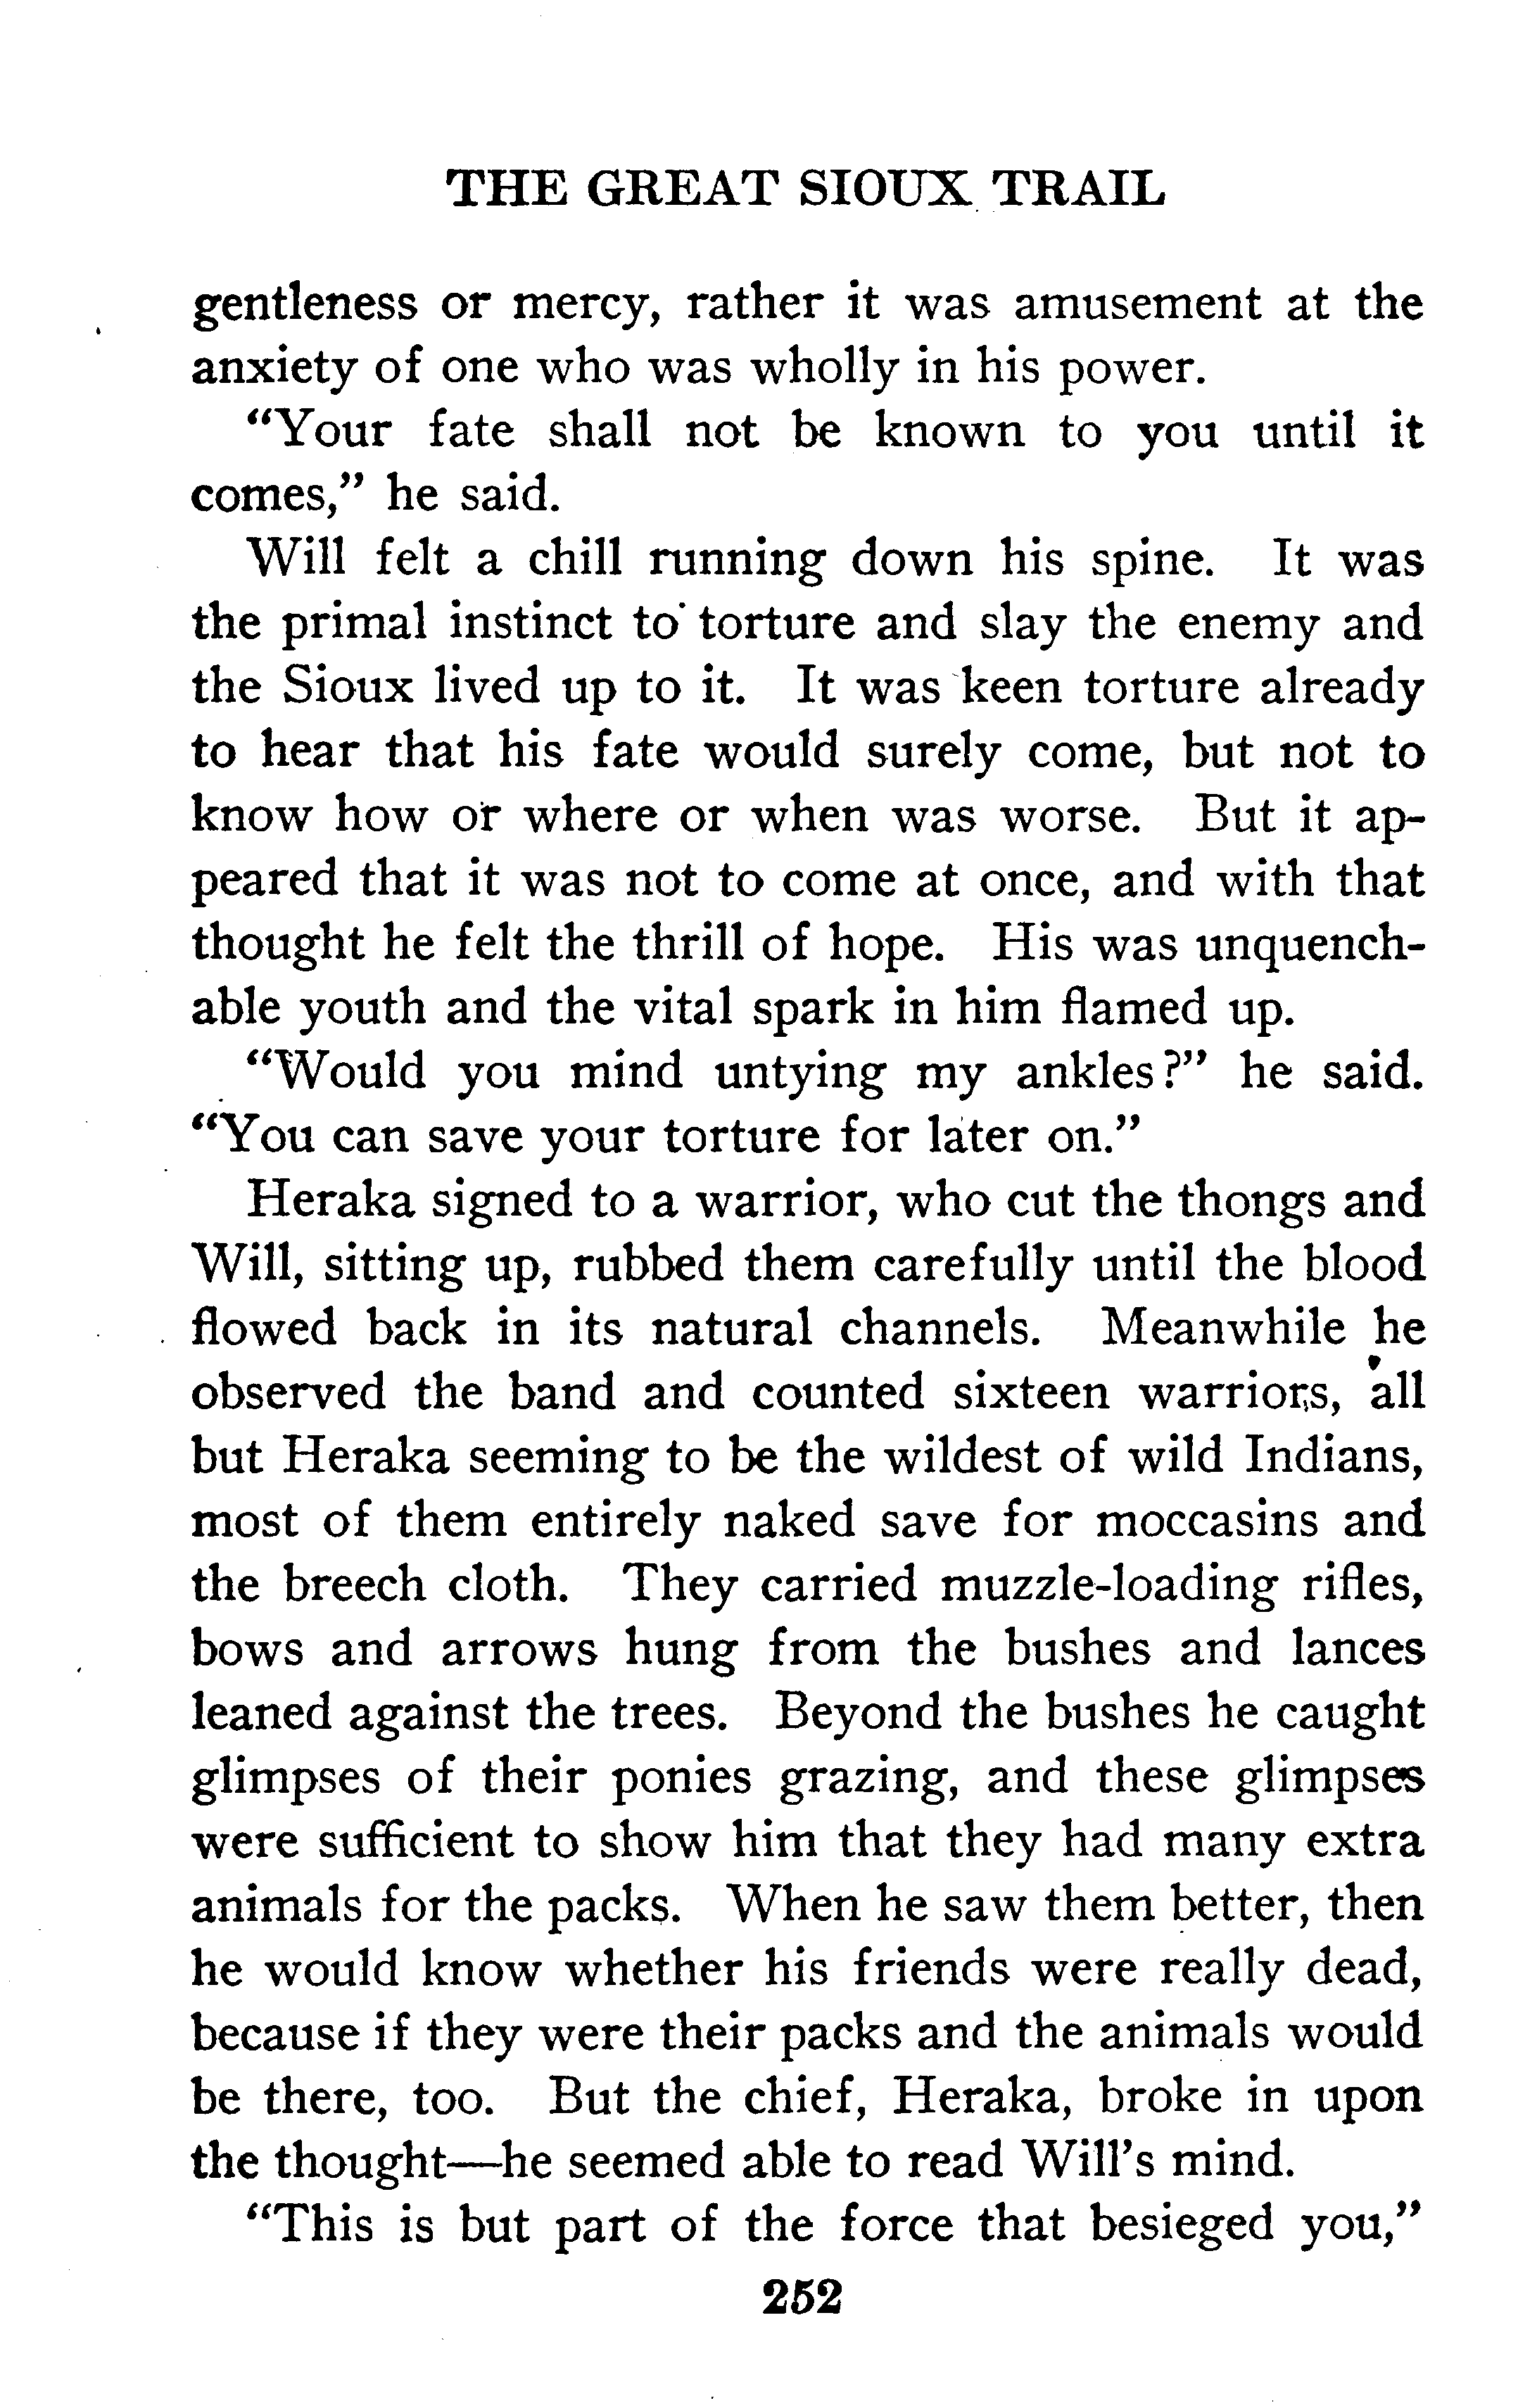 THE GREAT SIOUX TRAIL
gentleness or mercy, rather it was amusement at the
anxiety of one who was wholly in his power.
"Your fate shall not be known to you until it
comes," he said.
Will felt a chill running down his spine. It was
the primal instinct to torture and slay the enemy and
the Sioux lived up to it. It was keen torture already
to hear that his fate would surely come, but not to
know how or where or when was worse. But it ap-
peared that it was not to come at once, and with that
thought he felt the thrill of hope. His was unquench-
able youth and the vital spark in him flamed up.
"Would you mind untying my ankles?" he said.
"You can save your torture for later on."
Heraka signed to a warrior, who cut the thongs and
Will, sitting up, rubbed them carefully until the blood
flowed back in its natural channels. Meanwhile he
observed the band and counted sixteen warriors, all
but Heraka seeming to be the wildest of wild Indians,
most of them entirely naked save for moccasins and
the breech cloth. They carried muzzle-loading rifles,
bows and arrows hung from the bushes and lances
leaned against the trees. Beyond the bushes he caught
glimpses of their ponies grazing, and these glimpses
were sufficient to show him that they had many extra
animals for the packs. When he saw them better, then
he would know whether his friends were really dead,
because if they were their packs and the animals would
be there, too. But the chief, Heraka, broke in upon
the thought—he seemed able to read Will's mind.
"This is but part of the force that besieged you,"
252